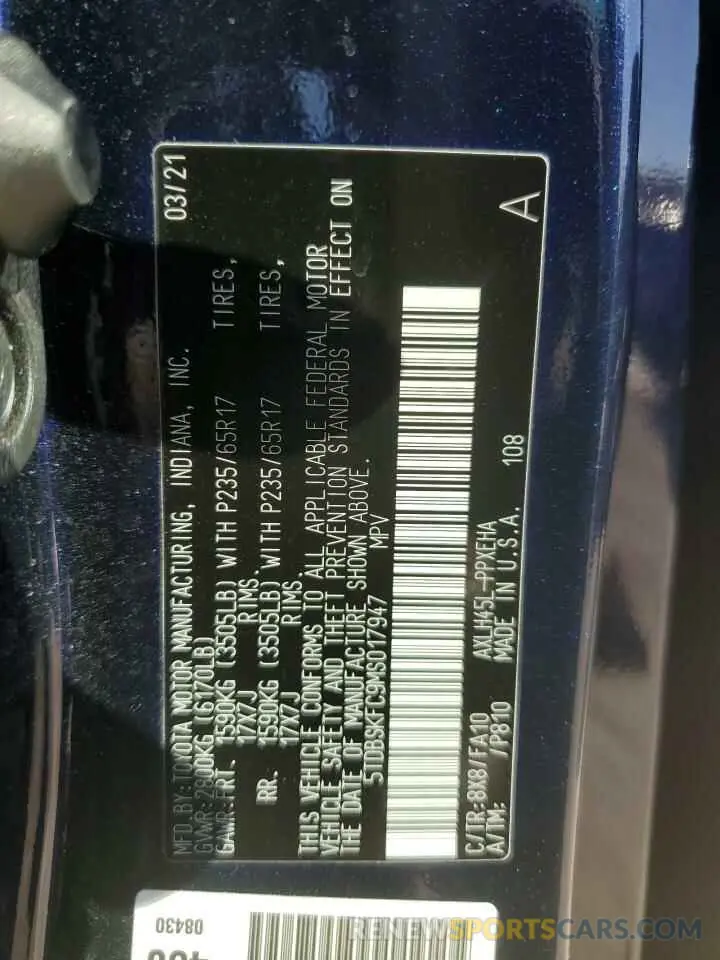 MFD.BY:TOYOTA MOTOR MANUFACTURING, INDIANA, INC. 03/21
GVWR:2800KG (6170LB)
GAWR:FRT. 1590KG (3505LB) WITH P235/65R17 TIRES,
17X7J RIMS.
RR. 1590KG (3505LB) WITH P235/65R17 TIRES,
17X7J RIMS.
THIS VEHICLE CONFORMS TO ALL APPLICABLE FEDERAL MOTOR
VEHICLE SAFETY AND THEFT PREVENTION STANDARDS IN EFFECT ON
THE DATE OF MANUFACTURE SHOWN ABOVE.
5TDBSKFC9MS017947 MPV
C/TR:8X8/FA10 AXLH45L-PPXEHA 108
A/TM: /P810 MADE IN U.S.A.
A
08430
RENEWSPORTSCARS.COM